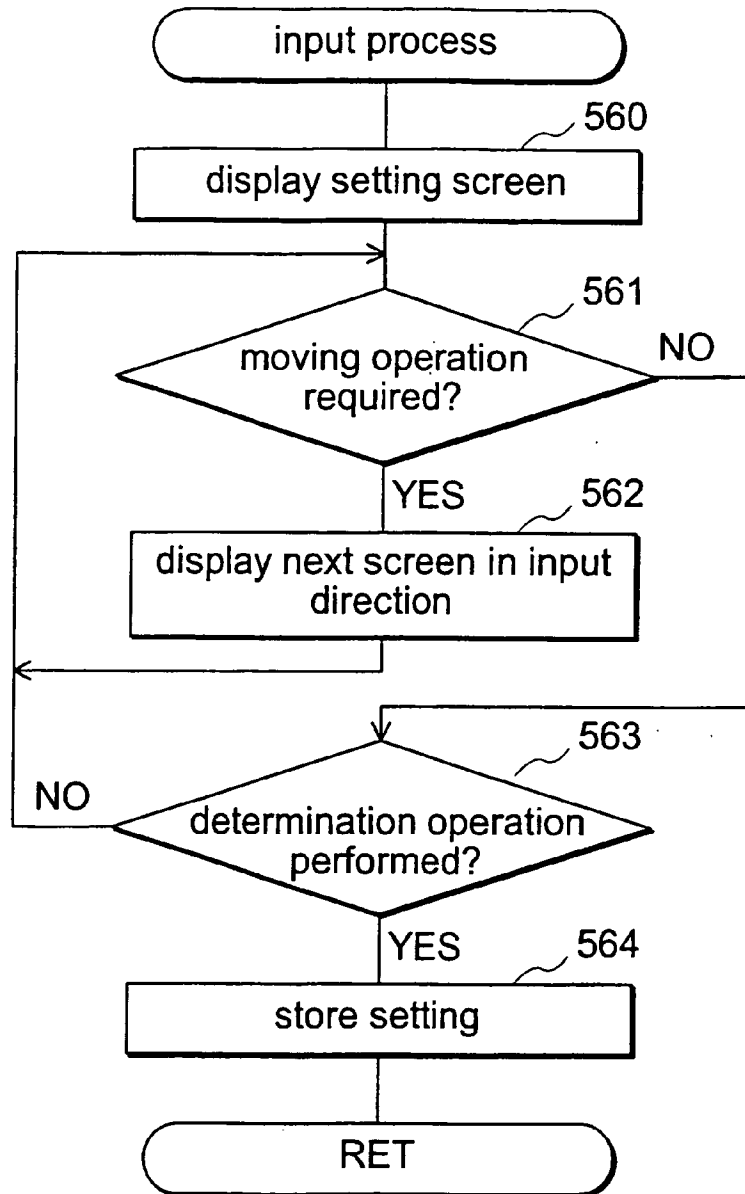 input process
560
display setting screen
561
moving operation
required?
NO
YES
562
display next screen in input
direction
563
NO
determination operation
performed?
YES
564
store setting
RET